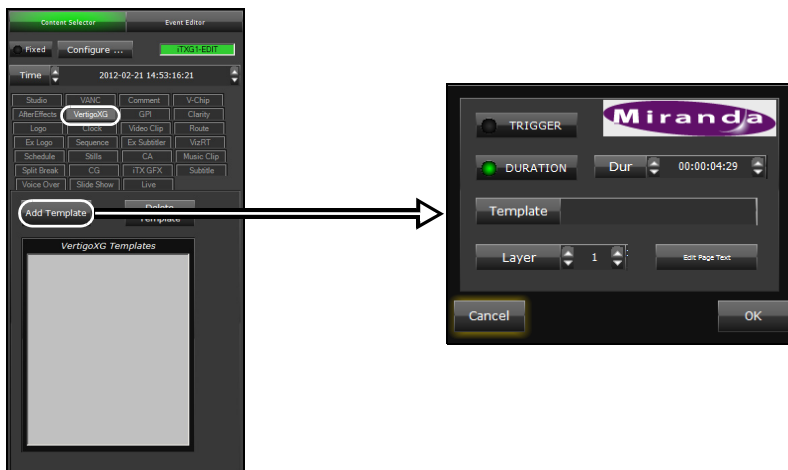 Content Selector Event Editor
Fixed Configure ... iTXG1-EDIT
Time 2012-02-21 14:53:16:21
Studio VANC Comment V-Chip
AfterEffects VertigoXG GPI Clarity
Logo Clock Video Clip Route
Ex Logo Sequence Ex Subtitler VizRT
Schedule Stills CA Music Clip
Split Break CG iTX GFX Subtitle
Voice Over Slide Show Live
Add Template Delete Template
VertigoXG Templates
TRIGGER Miranda
DURATION Dur 00:00:04:29
Template
Layer 1 Edit Page Text
Cancel OK